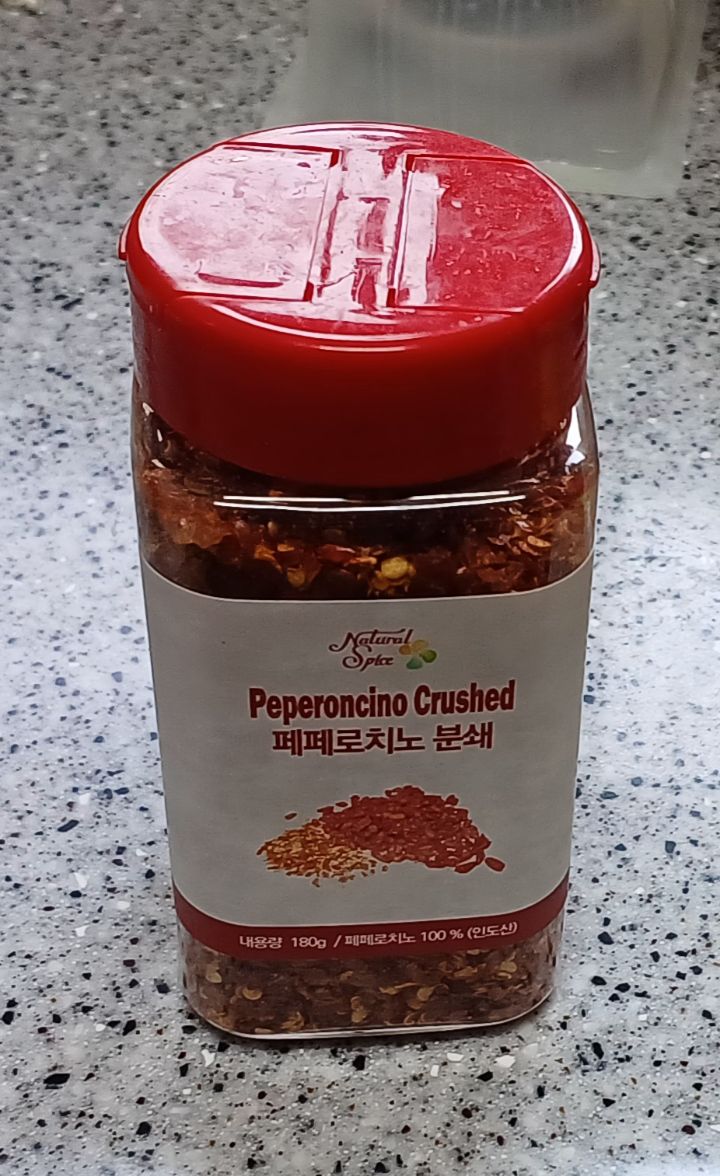 Natural
Spice
Peperoncino Crushed
페페로치노 분쇄
내용량 180g / 페페로치노 100 % (인도산)